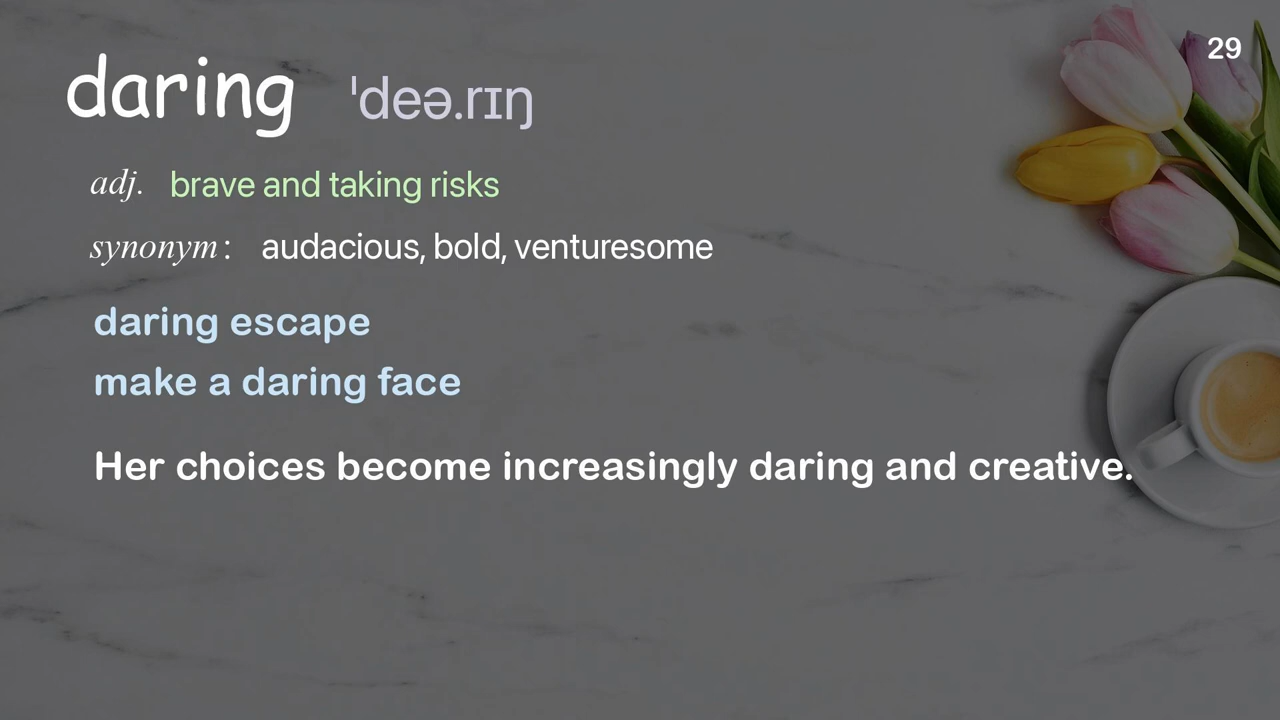 29
daring ˈdeə.rɪŋ
adj. brave and taking risks
synonym : audacious, bold, venturesome
daring escape
make a daring face
Her choices become increasingly daring and creative.